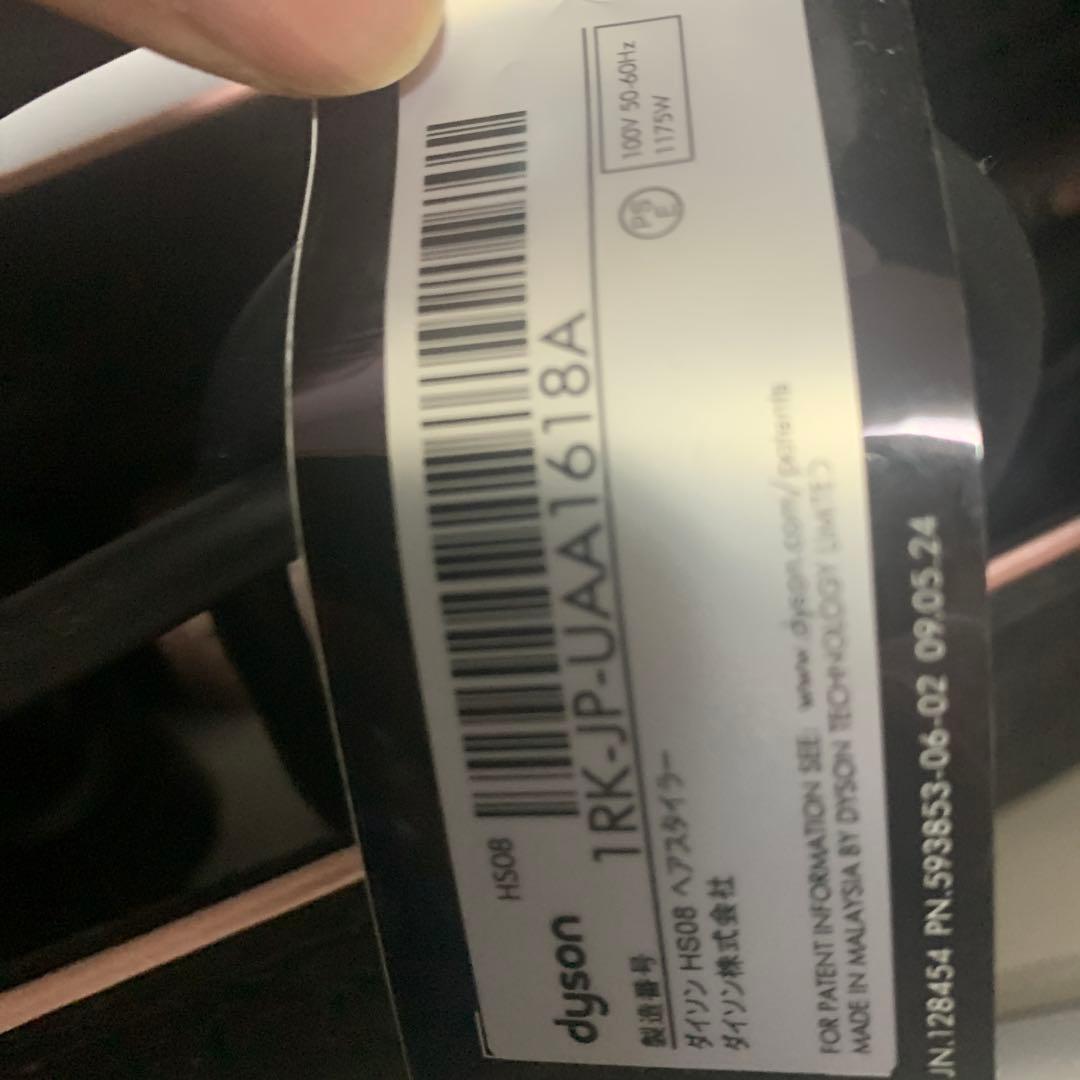 HS08
dyson
製造番号 1RK-JP-UAA1618A
ダイソン HS08 ヘアスタイラー
ダイソン株式会社
PSE
100V 50-60Hz
1175W
FOR PATENT INFORMATION SEE: www.dyson.com/patents
MADE IN MALAYSIA BY DYSON TECHNOLOGY LIMITED
JN.128454 PN.593853-06-02 09.05.24